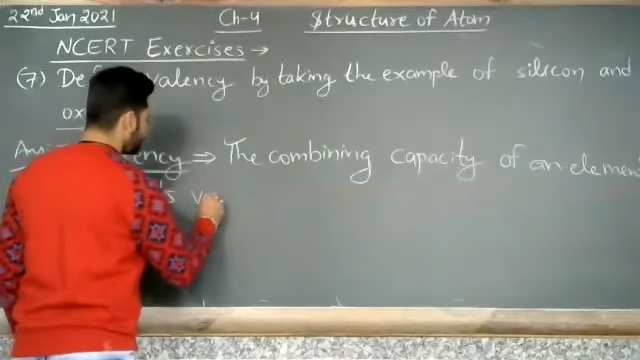 22nd Jan 2021 Ch-4 Structure of Atom
NCERT Exercises →
(7) valency by taking the example of silicon and
⇒ The combining capacity of an element